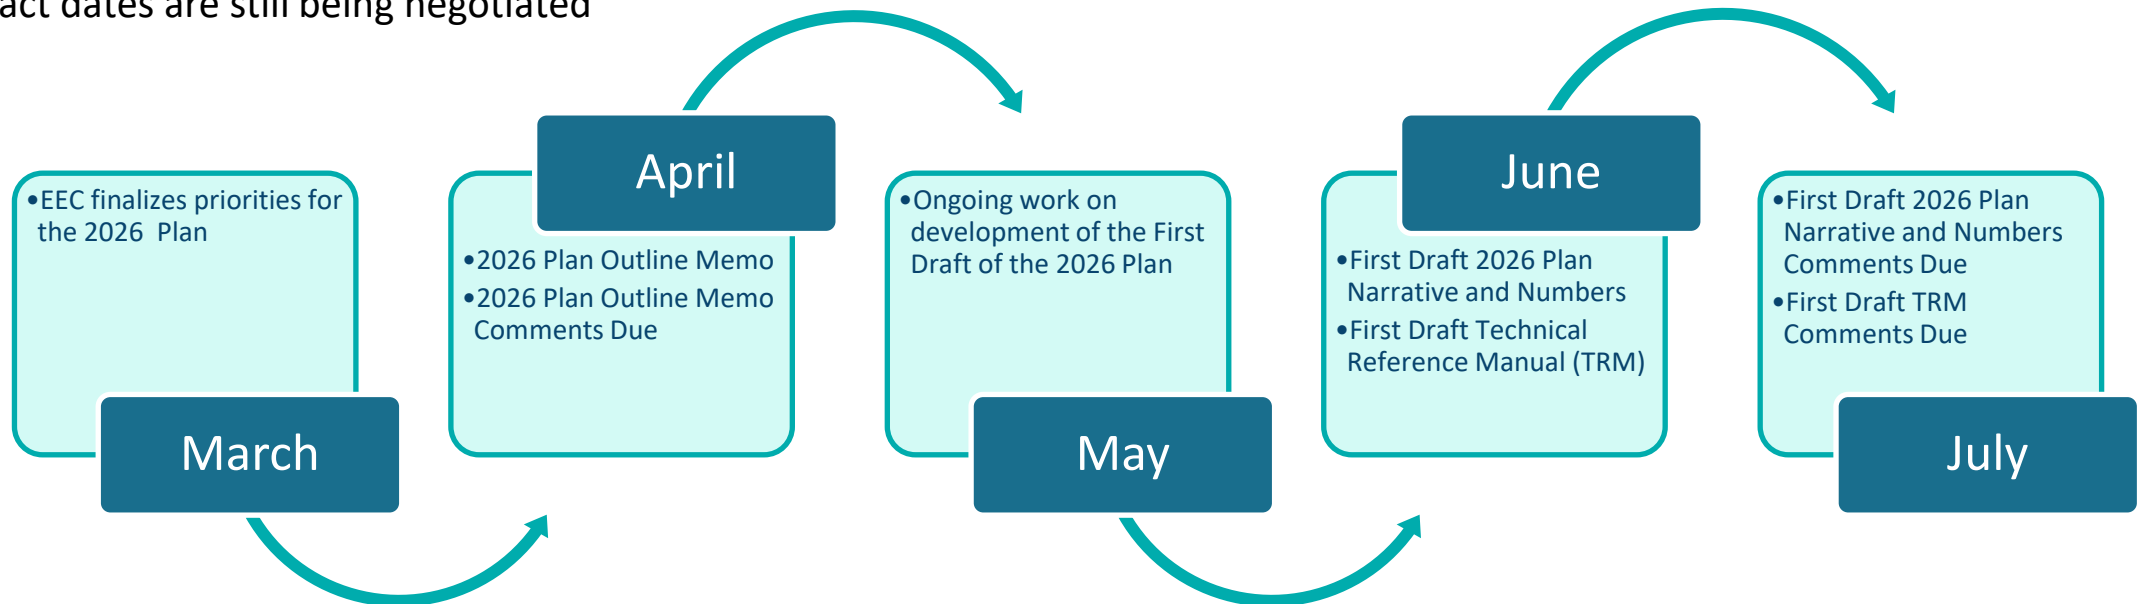 act dates are still being negotiated
•EEC finalizes priorities for
the 2026 Plan
March
April
•2026 Plan Outline Memo
•2026 Plan Outline Memo
Comments Due
•Ongoing work on
development of the First
Draft of the 2026 Plan
May
June
•First Draft 2026 Plan
Narrative and Numbers
•First Draft Technical
Reference Manual (TRM)
•First Draft 2026 Plan
Narrative and Numbers
Comments Due
•First Draft TRM
Comments Due
July